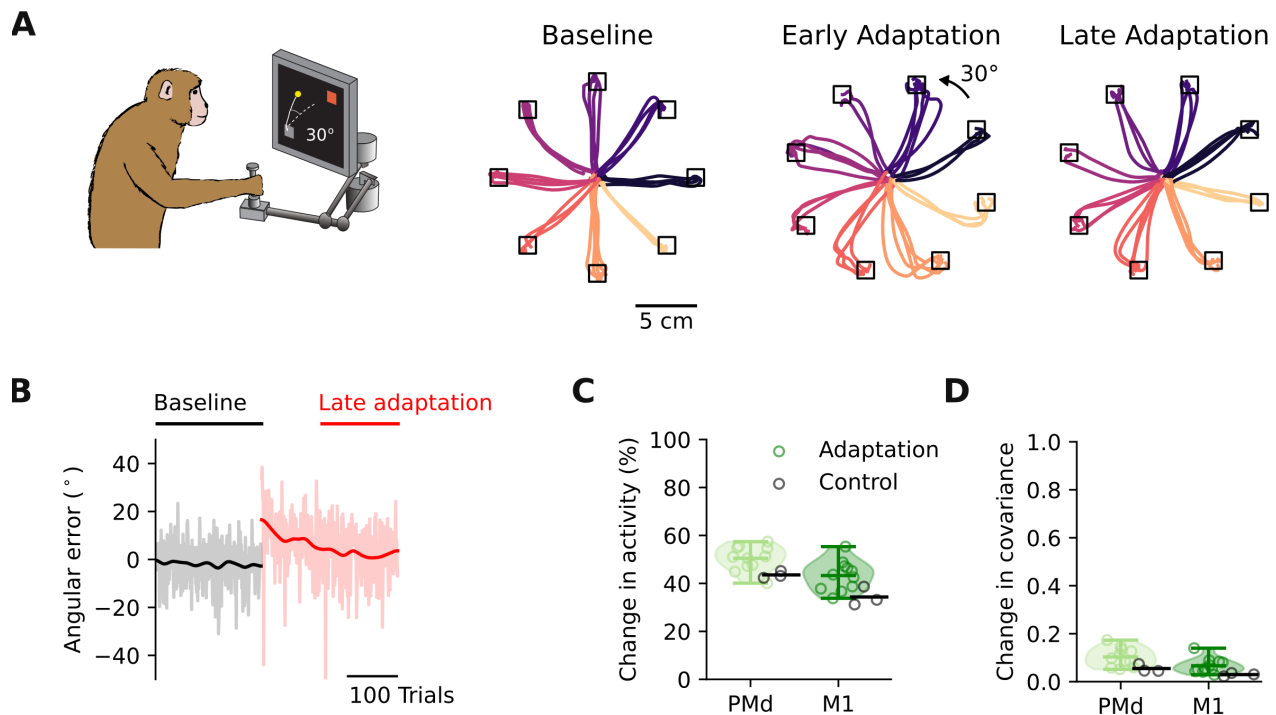 A
Baseline
Early Adaptation
Late Adaptation
30°
30°
5 cm
B
Baseline
Late adaptation
Angular error (°)
40
20
0
−20
−40
100 Trials
C
Change in activity (%)
100
80
60
40
20
0
Adaptation
Control
PMd
M1
D
Change in covariance
1.0
0.8
0.6
0.4
0.2
0.0
PMd
M1